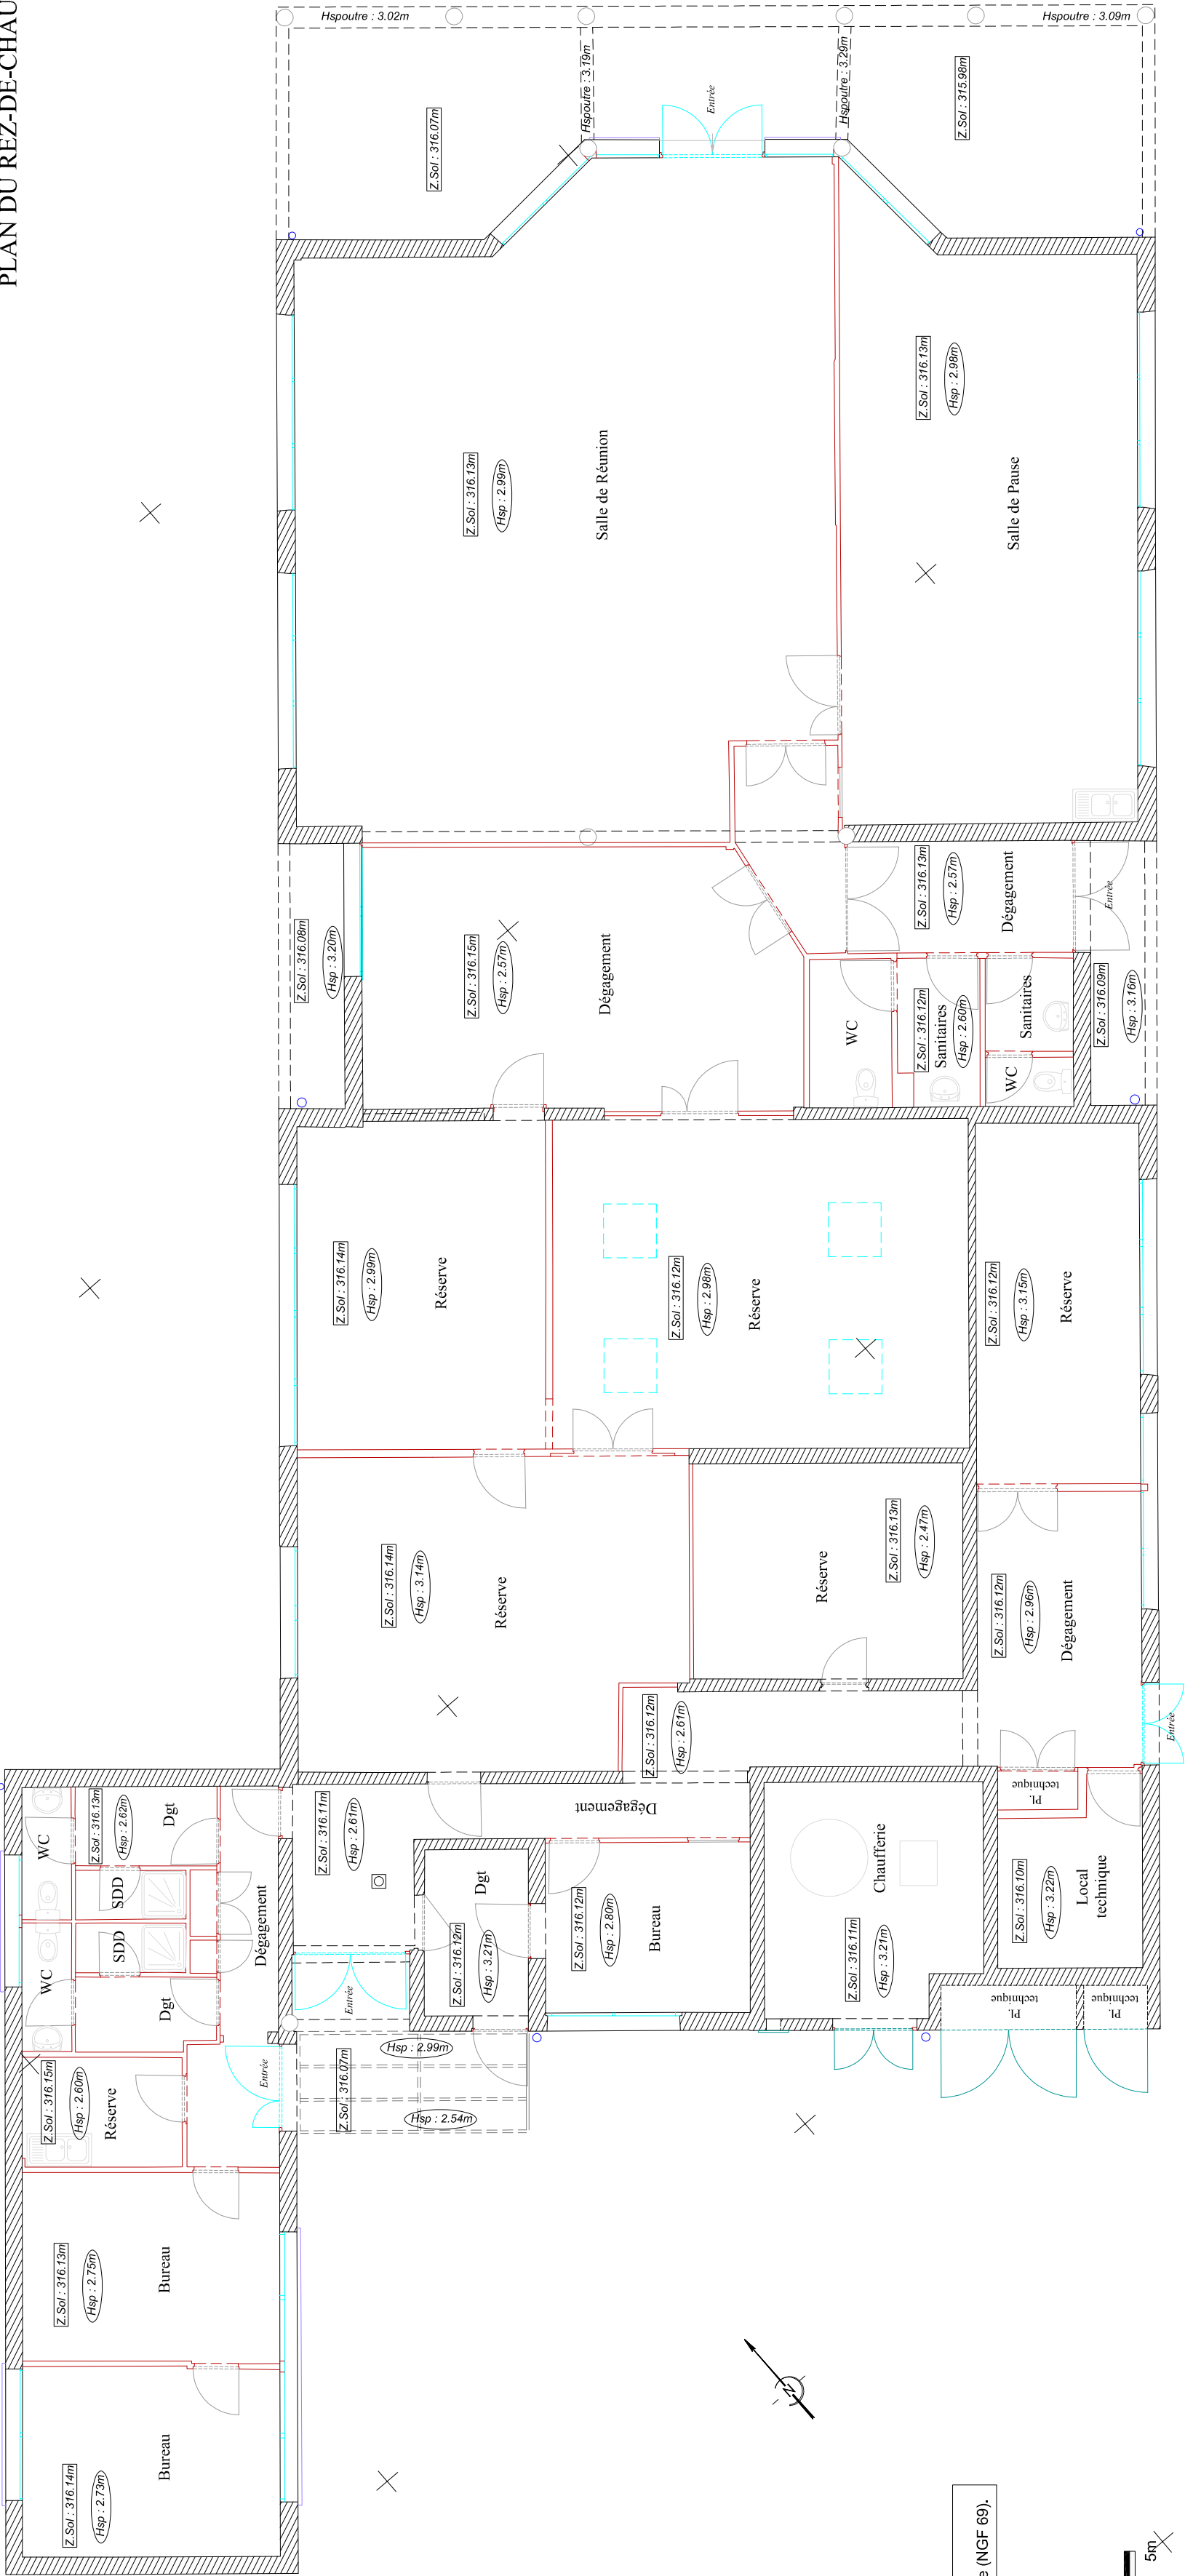 PLAN DU REZ-DE-CHAU
Hspoutre : 3.02m
Hspoutre : 3.09m
Hspoutre : 3.19m
Hspoutre : 3.29m
Entrée
Z.Sol : 316.07m
Z.Sol : 315.98m
Z.Sol : 316.13m
Hsp : 2.99m
Salle de Réunion
Z.Sol : 316.13m
Hsp : 2.98m
Salle de Pause
Z.Sol : 316.08m
Hsp : 3.20m
Z.Sol : 316.15m
Hsp : 2.57m
Dégagement
Z.Sol : 316.13m
Hsp : 2.57m
Dégagement
Entrée
WC
Z.Sol : 316.12m
Sanitaires
Hsp : 2.60m
Sanitaires
WC
Z.Sol : 316.09m
Hsp : 3.16m
Z.Sol : 316.14m
Hsp : 2.99m
Réserve
Z.Sol : 316.12m
Hsp : 2.98m
Réserve
Z.Sol : 316.12m
Hsp : 3.15m
Réserve
Z.Sol : 316.14m
Hsp : 3.14m
Réserve
Réserve
Z.Sol : 316.13m
Hsp : 2.47m
Z.Sol : 316.12m
Hsp : 2.96m
Dégagement
Entrée
Z.Sol : 316.12m
Hsp : 2.61m
Dégagement
Z.Sol : 316.11m
Hsp : 2.61m
Entrée
Dgt
Z.Sol : 316.12m
Hsp : 3.21m
Z.Sol : 316.12m
Hsp : 2.80m
Bureau
Chaufferie
Z.Sol : 316.11m
Hsp : 3.21m
Pl.
technique
Z.Sol : 316.10m
Hsp : 3.22m
Local
technique
Pl.
technique
Pl.
technique
WC
Z.Sol : 316.13m
Hsp : 2.62m
Dgt
SDD
SDD
WC
Dgt
Dégagement
Entrée
Z.Sol : 316.15m
Hsp : 2.60m
Réserve
Z.Sol : 316.07m
Hsp : 2.99m
Hsp : 2.54m
Z.Sol : 316.13m
Hsp : 2.75m
Bureau
Z.Sol : 316.14m
Hsp : 2.73m
Bureau
N
e (NGF 69).
5m